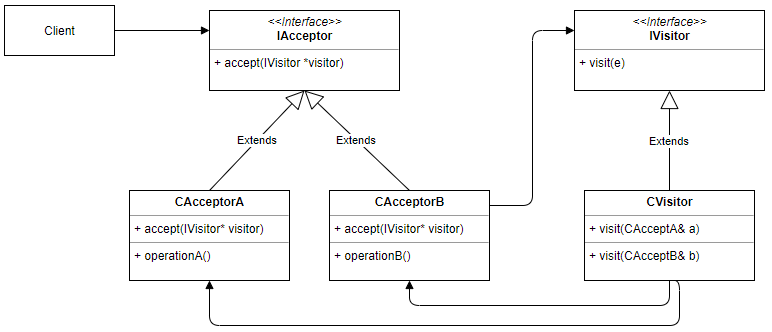 Client
<<interface>>
IAcceptor
+ accept(IVisitor *visitor)
<<interface>>
IVisitor
+ visit(e)
Extends
Extends
Extends
CAcceptorA
+ accept(IVisitor* visitor)
+ operationA()
CAcceptorB
+ accept(IVisitor* visitor)
+ operationB()
CVisitor
+ visit(CAcceptA& a)
+ visit(CAcceptB& b)